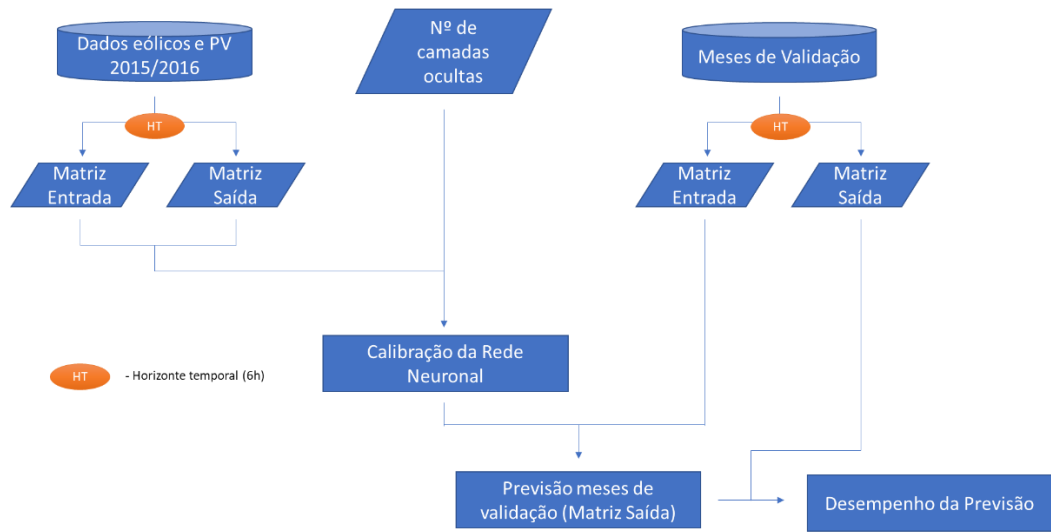 Dados eólicos e PV
2015/2016
Nº de
camadas
ocultas
Meses de Validação
HT
HT
Matriz
Entrada
Matriz
Saída
Matriz
Entrada
Matriz
Saída
Calibração da Rede
Neuronal
HT - Horizonte temporal (6h)
Previsão meses de
validação (Matriz Saída)
Desempenho da Previsão